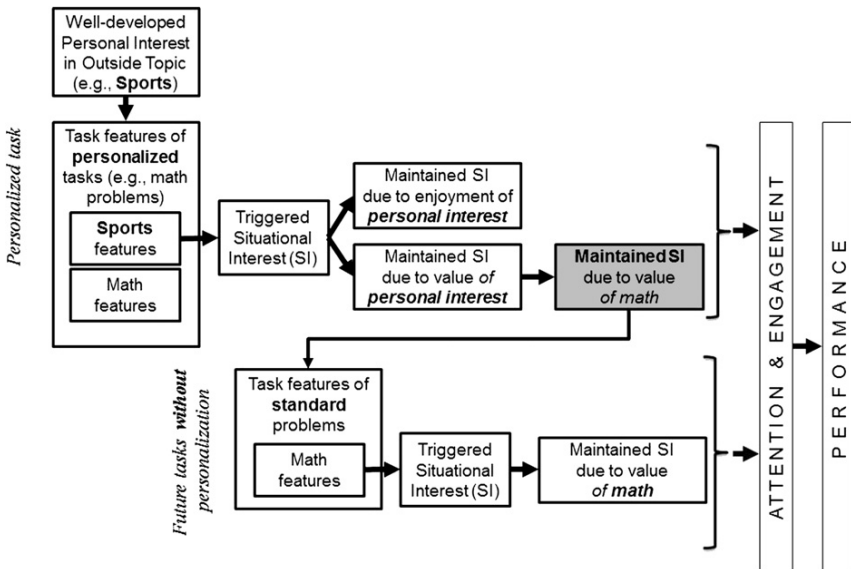 Well-developed
Personal Interest
in Outside Topic
(e.g., Sports)
Personalized task
Task features of
personalized
tasks (e.g., math
problems)
Sports
features
Math
features
Triggered
Situational
Interest (SI)
Maintained SI
due to enjoyment of
personal interest
Maintained SI
due to value of
personal interest
Maintained SI
due to value
of math
Future tasks without
personalization
Task features of
standard
problems
Math
features
Triggered
Situational
Interest (SI)
Maintained SI
due to value
of math
ATTENTION & ENGAGEMENT
PERFORMANCE